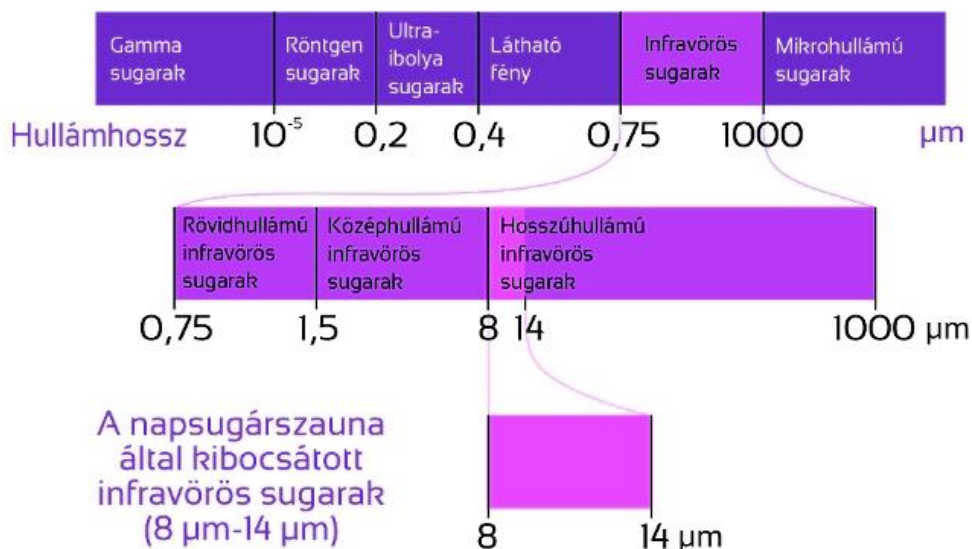 Gamma sugarak
Röntgen sugarak
Ultra-ibolya sugarak
Látható fény
Infravörös sugarak
Mikrohullámú sugarak
Hullámhossz 10⁻⁵ 0,2 0,4 0,75 1000 µm
Rövidhullámú infravörös sugarak
Középhullámú infravörös sugarak
Hosszúhullámú infravörös sugarak
0,75 1,5 8 14 1000 µm
A napsugárszauna
által kibocsátott
infravörös sugarak
(8 µm-14 µm)
8 14 µm